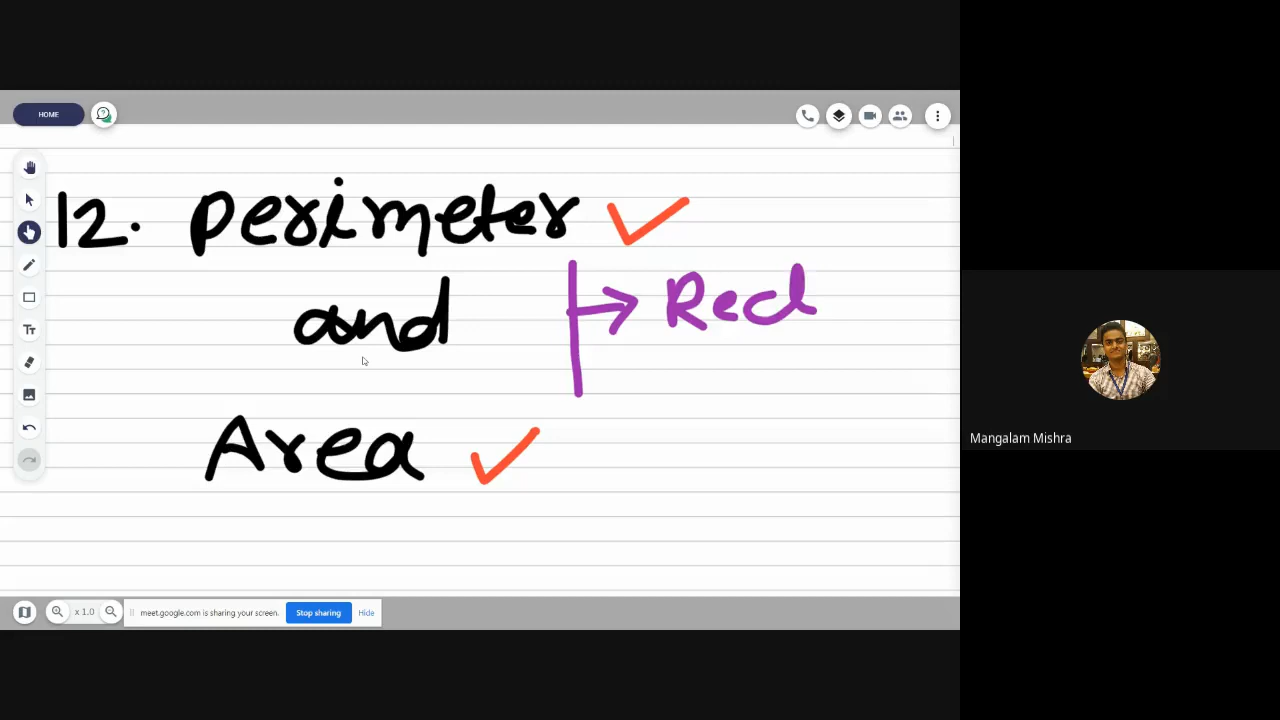 HOME
12. Perimeter
and
Rect
Area
Tт
x 1.0
meet.google.com is sharing your screen.
Stop sharing
Hide
Mangalam Mishra